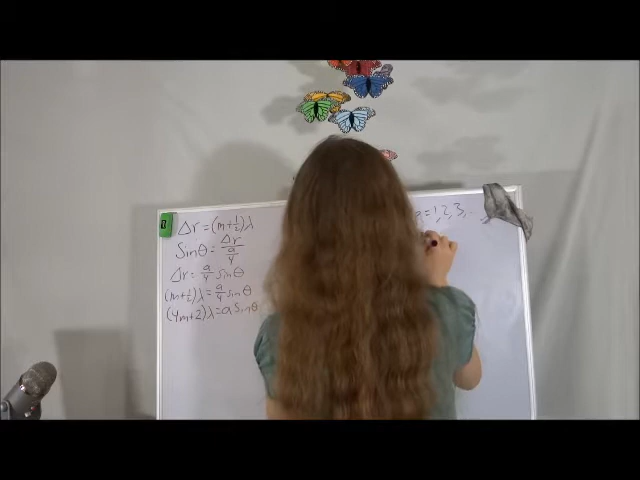 Δr = (m+½)λ
Sinθ = Δr / (a/4)
Δr = a/4 sinθ
(m+½)λ = a/4 sinθ
(4m+2)λ = a sinθ
=1,2,3,...